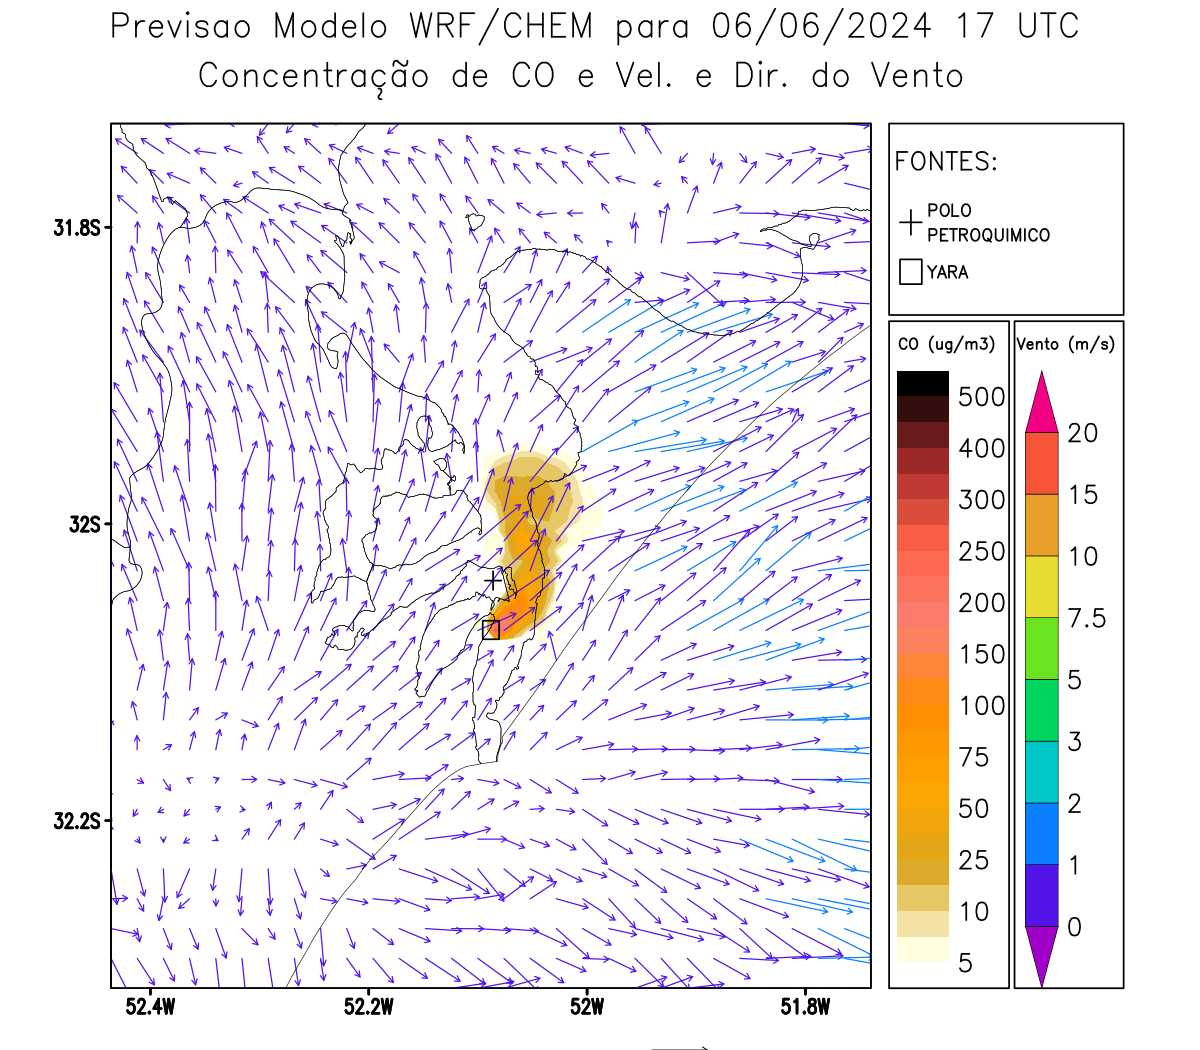 Previsao Modelo WRF/CHEM para 06/06/2024 17 UTC
Concentração de CO e Vel. e Dir. do Vento
FONTES:
POLO
PETROQUIMICO
YARA
CO (ug/m3)
500
400
300
250
200
150
100
75
50
25
10
5
Vento (m/s)
20
15
10
7.5
5
3
2
1
0
31.8S
32S
32.2S
52.4W
52.2W
52W
51.8W